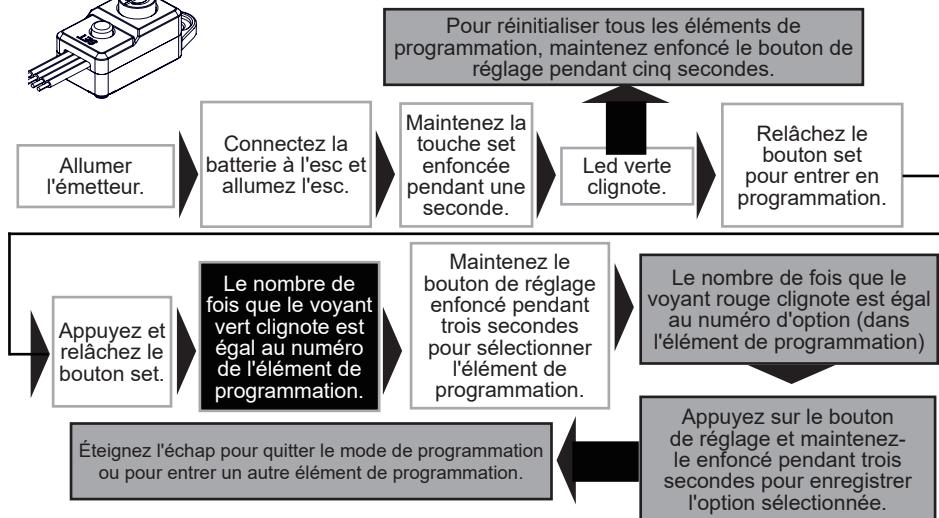 SET
Pour réinitialiser tous les éléments de
programmation, maintenez enfoncé le bouton de
réglage pendant cinq secondes.
Allumer
l'émetteur.
Connectez la
batterie à l'esc et
allumez l'esc.
Maintenez la
touche set
enfoncée
pendant une
seconde.
Led verte
clignote.
Relâchez le
bouton set
pour entrer en
programmation.
Appuyez et
relâchez le
bouton set.
Le nombre de
fois que le voyant
vert clignote est
égal au numéro
de l'élément de
programmation.
Maintenez le
bouton de réglage
enfoncé pendant
trois secondes
pour sélectionner
l'élément de
programmation.
Le nombre de fois que le
voyant rouge clignote est égal
au numéro d'option (dans
l'élément de programmation)
Appuyez sur le bouton
de réglage et maintenez-
le enfoncé pendant trois
secondes pour enregistrer
l'option sélectionnée.
Éteignez l'échap pour quitter le mode de programmation
ou pour entrer un autre élément de programmation.